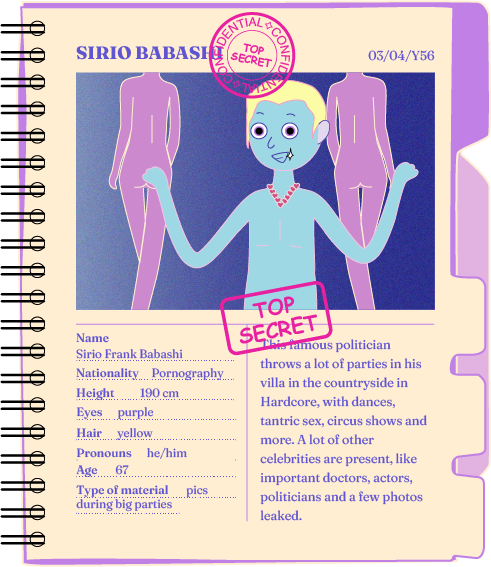 SIRIO BABASHI
CONFIDENTIAL CONFIDENTIAL
TOP
SECRET
03/04/Y56
TOP
SECRET
Name
Sirio Frank Babashi
Nationality Pornography
Height 190 cm
Eyes purple
Hair yellow
Pronouns he/him
Age 67
Type of material pics
during big parties
This famous politician
throws a lot of parties in his
villa in the countryside in
Hardcore, with dances,
tantric sex, circus shows and
more. A lot of other
celebrities are present, like
important doctors, actors,
politicians and a few photos
leaked.